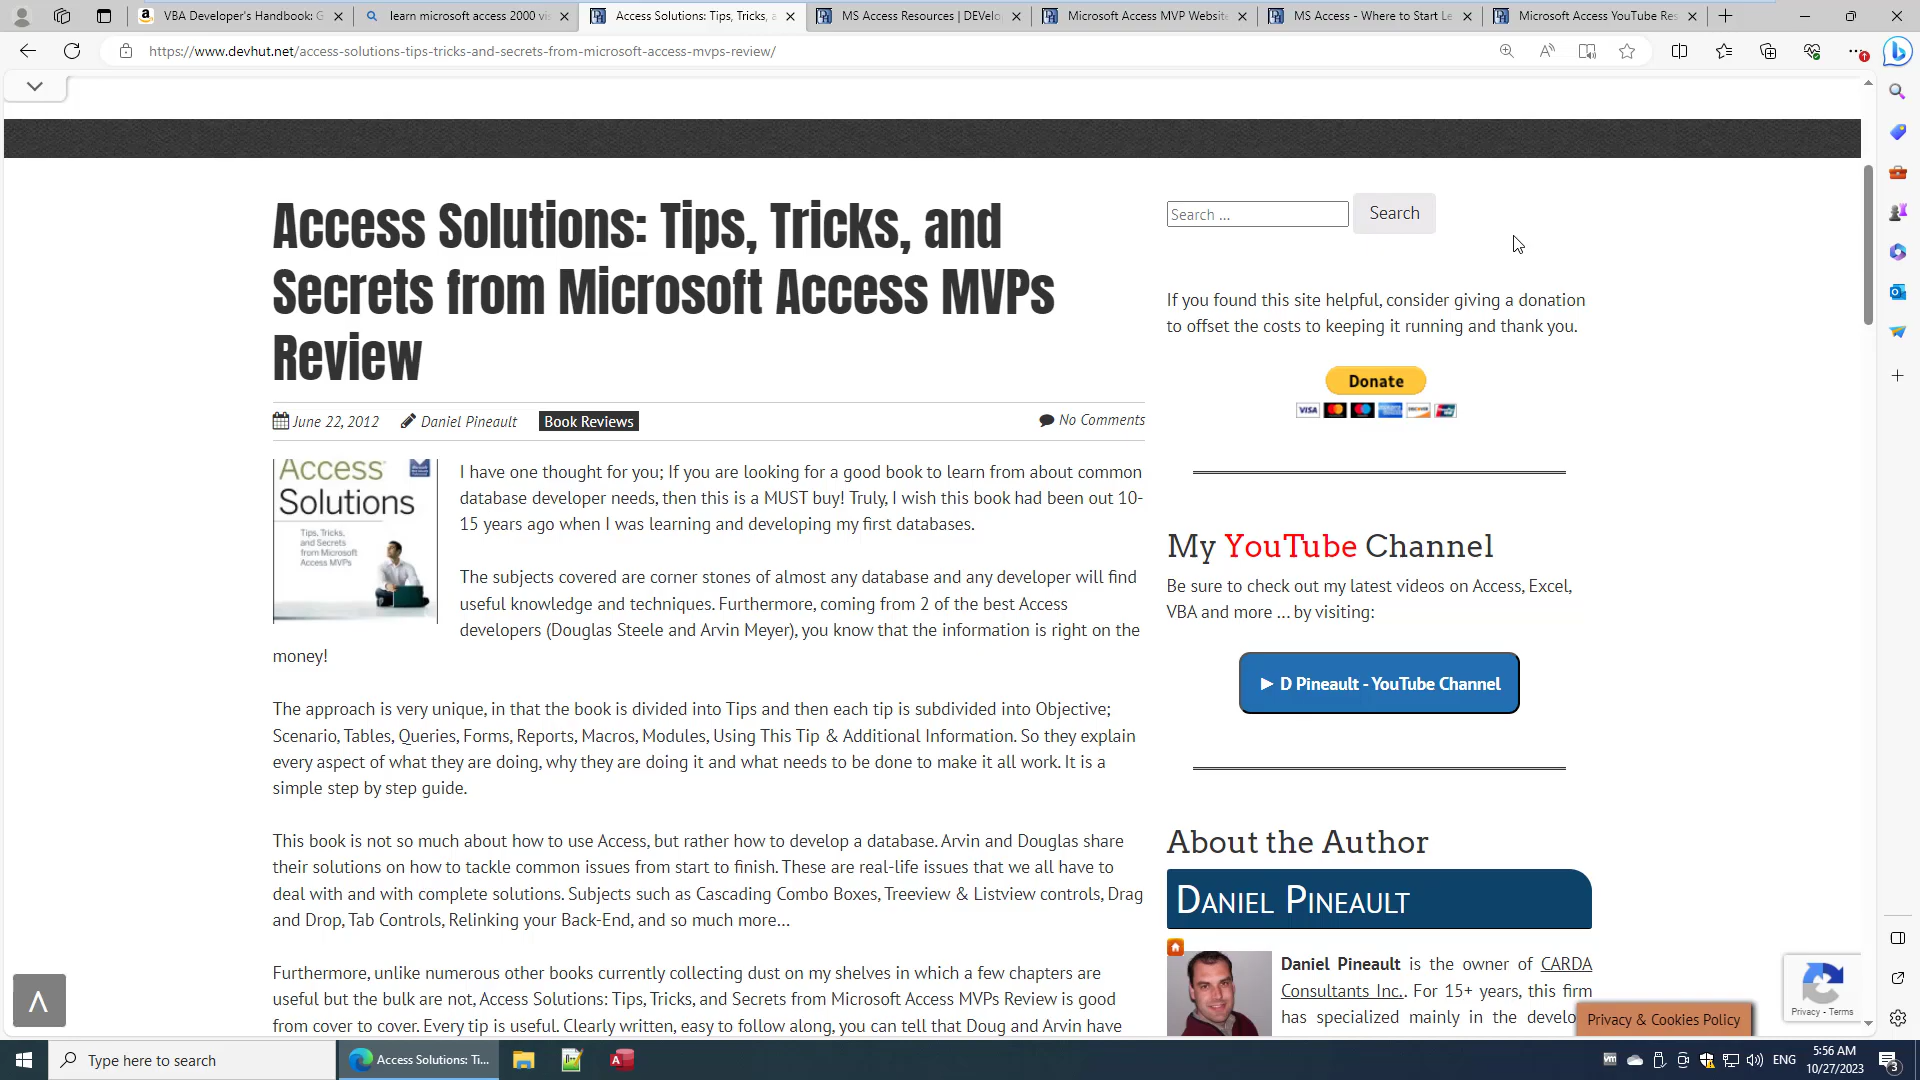 VBA Developer's Handbook: G
learn microsoft access 2000 vi
Access Solutions: Tips, Tricks, a
MS Access Resources | DEVelo
Microsoft Access MVP Website
MS Access - Where to Start Le
Microsoft Access YouTube Res
https://www.devhut.net/access-solutions-tips-tricks-and-secrets-from-microsoft-access-mvps-review/
Access Solutions: Tips, Tricks, and
Secrets from Microsoft Access MVPs
Review
June 22, 2012 Daniel Pineault Book Reviews No Comments
Access
Solutions
Tips, Tricks,
and Secrets
from Microsoft
Access MVPs
I have one thought for you; If you are looking for a good book to learn from about common
database developer needs, then this is a MUST buy! Truly, I wish this book had been out 10-
15 years ago when I was learning and developing my first databases.
The subjects covered are corner stones of almost any database and any developer will find
useful knowledge and techniques. Furthermore, coming from 2 of the best Access
developers (Douglas Steele and Arvin Meyer), you know that the information is right on the
money!
The approach is very unique, in that the book is divided into Tips and then each tip is subdivided into Objective;
Scenario, Tables, Queries, Forms, Reports, Macros, Modules, Using This Tip & Additional Information. So they explain
every aspect of what they are doing, why they are doing it and what needs to be done to make it all work. It is a
simple step by step guide.
This book is not so much about how to use Access, but rather how to develop a database. Arvin and Douglas share
their solutions on how to tackle common issues from start to finish. These are real-life issues that we all have to
deal with and with complete solutions. Subjects such as Cascading Combo Boxes, Treeview & Listview controls, Drag
and Drop, Tab Controls, Relinking your Back-End, and so much more...
Furthermore, unlike numerous other books currently collecting dust on my shelves in which a few chapters are
useful but the bulk are not, Access Solutions: Tips, Tricks, and Secrets from Microsoft Access MVPs Review is good
from cover to cover. Every tip is useful. Clearly written, easy to follow along, you can tell that Doug and Arvin have
Search ... Search
If you found this site helpful, consider giving a donation
to offset the costs to keeping it running and thank you.
Donate
VISA
My YouTube Channel
Be sure to check out my latest videos on Access, Excel,
VBA and more ... by visiting:
► D Pineault - YouTube Channel
About the Author
Daniel Pineault
Daniel Pineault is the owner of CARDA
Consultants Inc.. For 15+ years, this firm
has specialized mainly in the develo
Privacy & Cookies Policy
Privacy - Terms
Type here to search
Access Solutions: Ti...
ENG
5:56 AM
10/27/2023
3